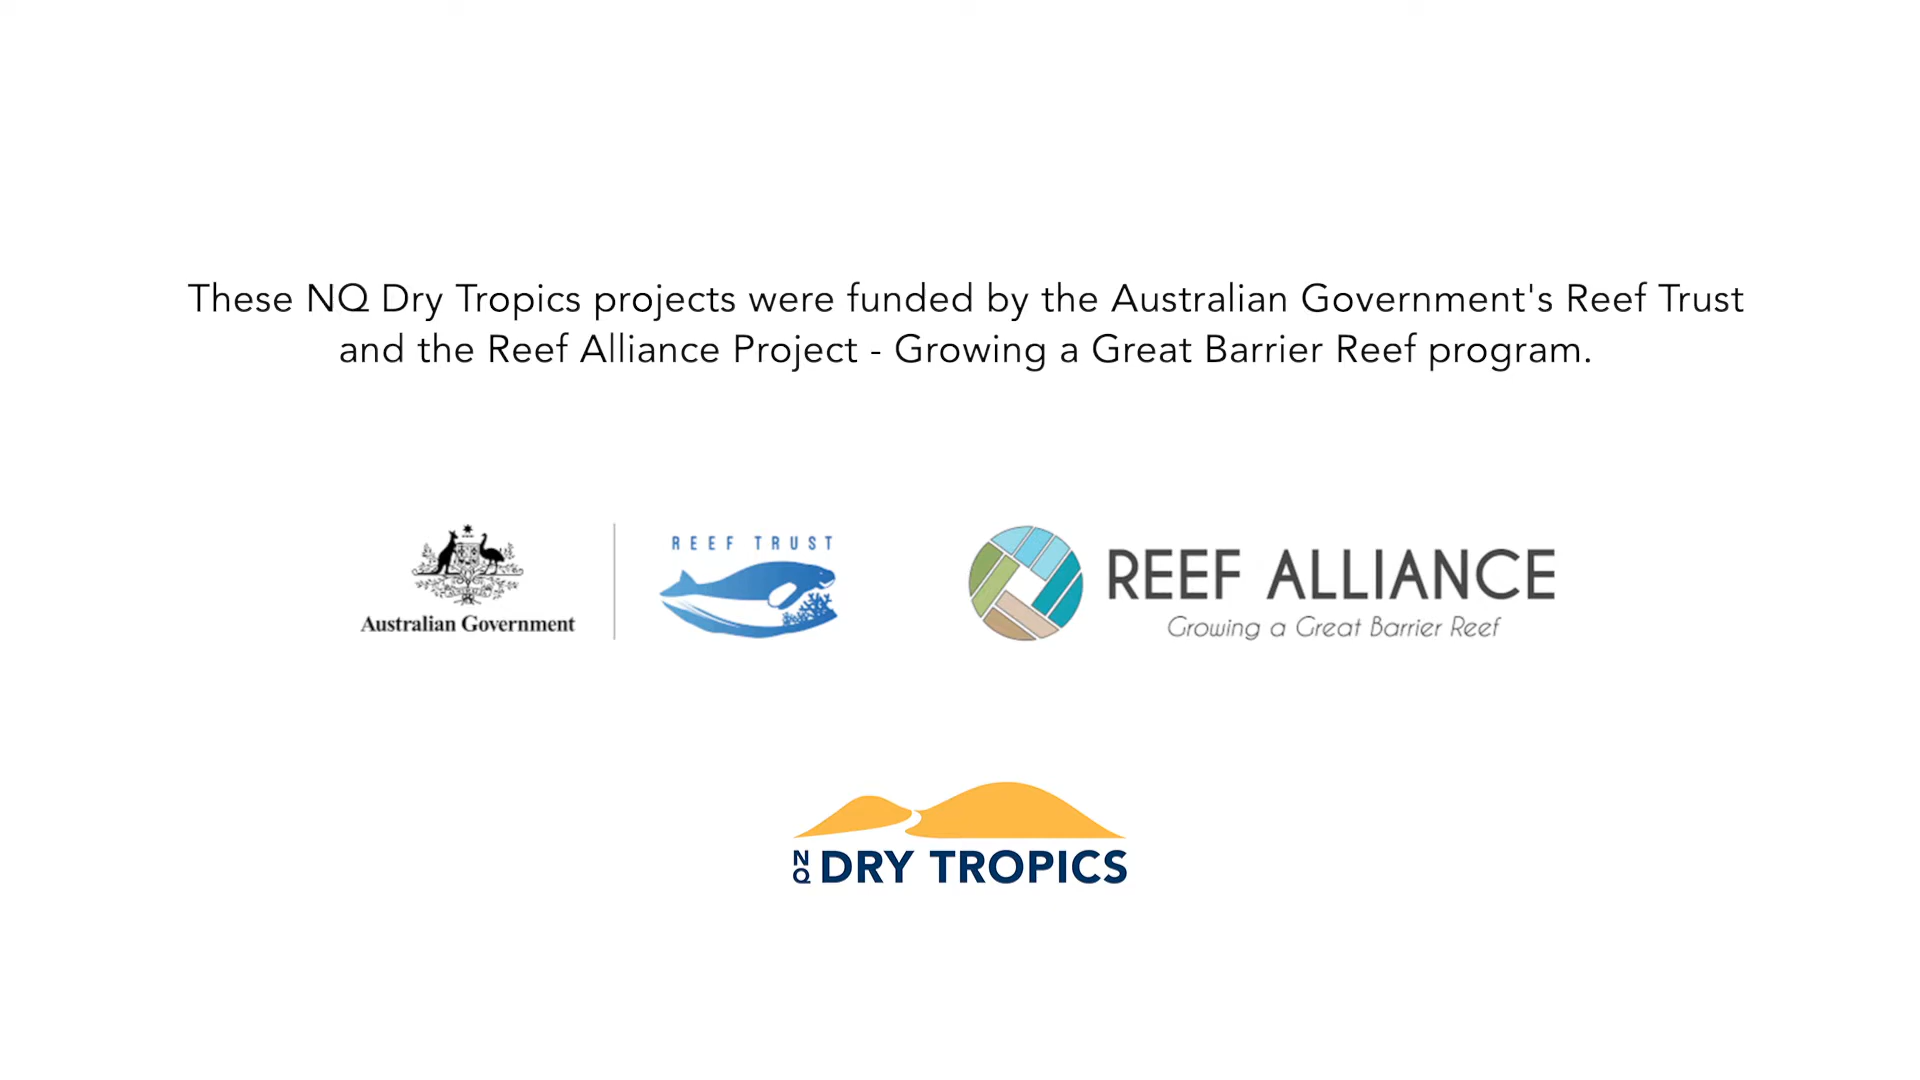 These NQ Dry Tropics projects were funded by the Australian Government's Reef Trust
and the Reef Alliance Project - Growing a Great Barrier Reef program.
Australian Government
REEF TRUST
REEF ALLIANCE
Growing a Great Barrier Reef
NQ DRY TROPICS